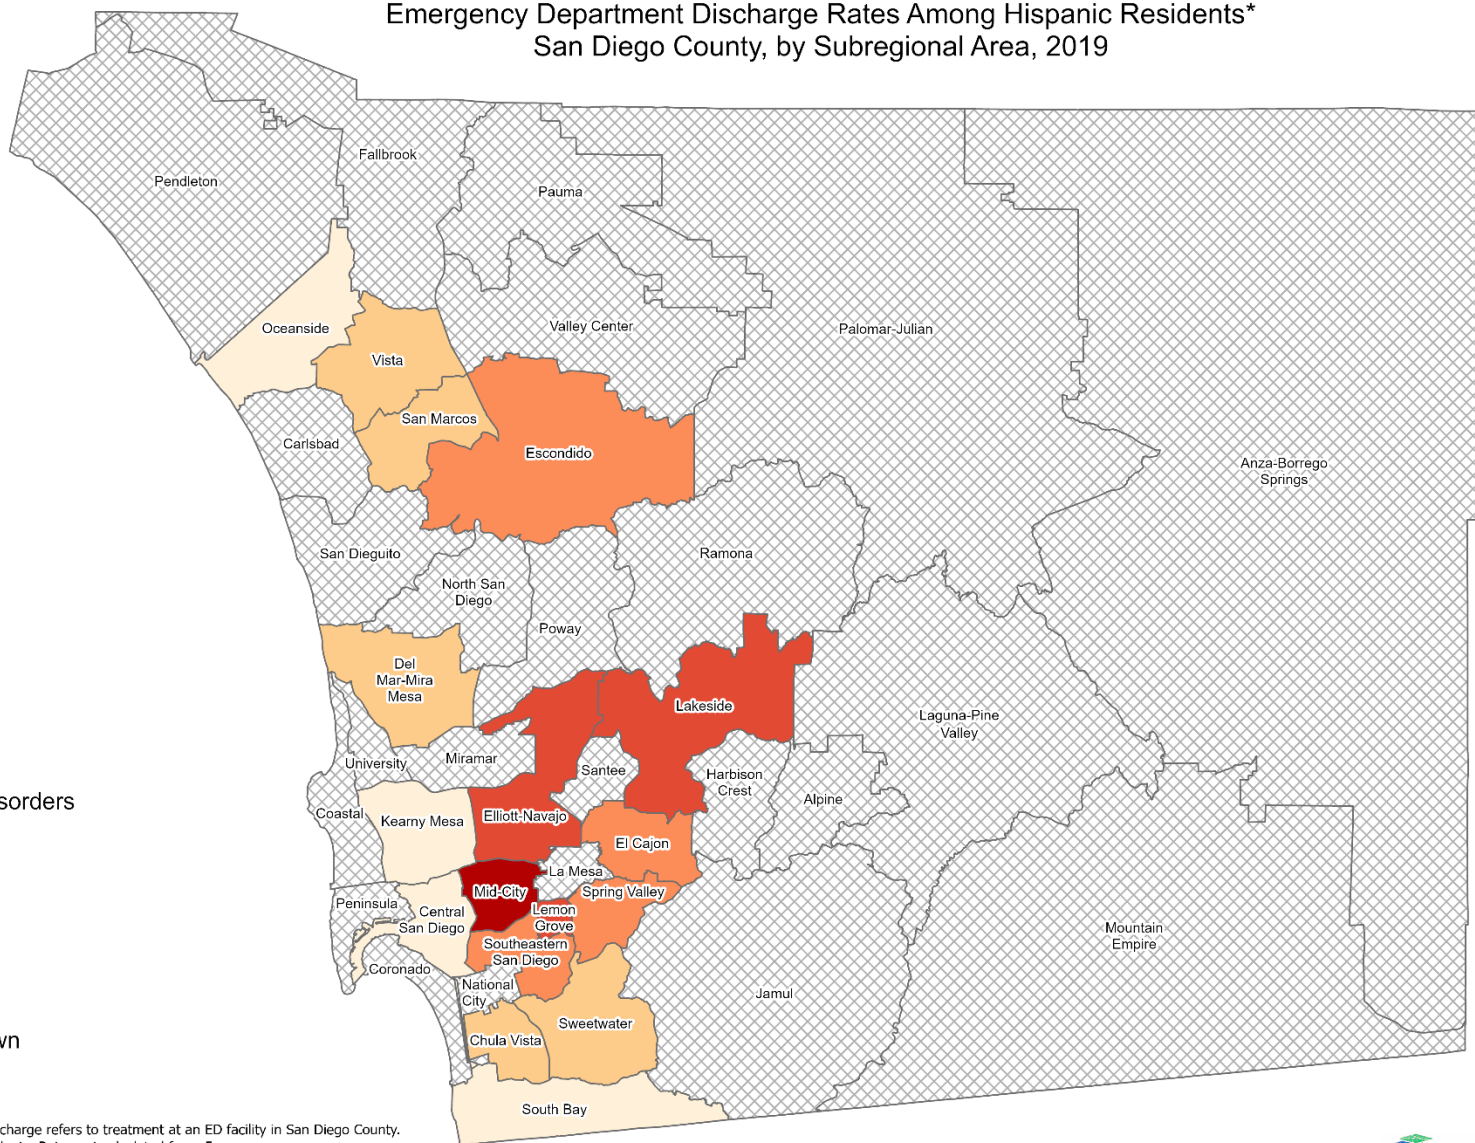 Emergency Department Discharge Rates Among Hispanic Residents*
San Diego County, by Subregional Area, 2019
Fallbrook
Pendleton
Pauma
Oceanside
Valley Center
Palomar-Julian
Vista
San Marcos
Carlsbad
Escondido
Anza-Borrego
Springs
San Dieguito
Ramona
North San
Diego
Poway
Del
Mar-Mira
Mesa
Lakeside
Laguna-Pine
Valley
University
Miramar
Santee
Harbison
Crest
Alpine
sorders
Coastal
Kearny Mesa
Elliott-Navajo
El Cajon
La Mesa
Mid-City
Spring Valley
Peninsula
Central
San Diego
Lemon
Grove
Mountain
Empire
Southeastern
San Diego
Coronado
National
City
Jamul
Sweetwater
Chula Vista
wn
South Bay
charge refers to treatment at an ED facility in San Diego County.